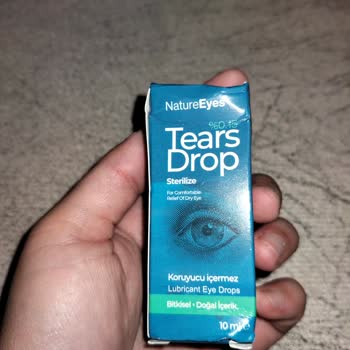 NatureEyes
%0.15
Tears
Drop
Sterilize
For Comfortable
Relief Of Dry Eye
Koruyucu içermez
Lubricant Eye Drops
Bitkisel • Doğal İçerik
10 ml